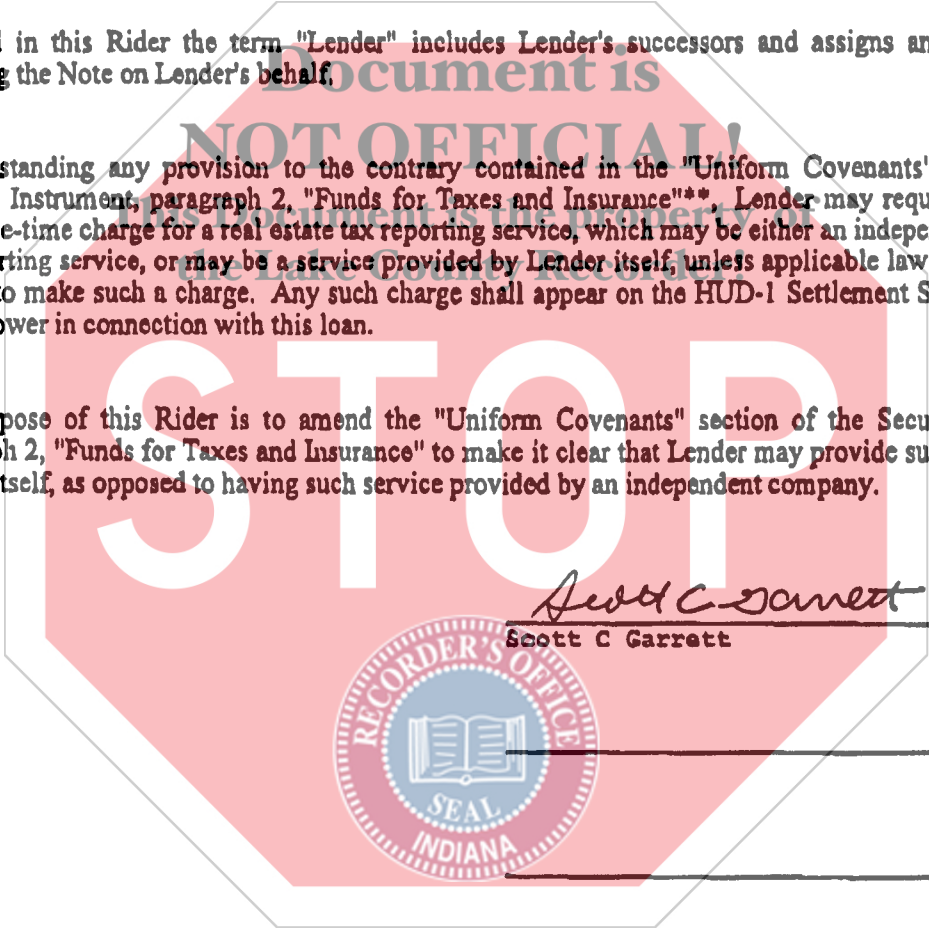 in this Rider the term "Lender" includes Lender's successors and assigns an
g the Note on Lender's behalf.
Document is
NOT OFFICIAL!
standing any provision to the contrary contained in the "Uniform Covenants"
Instrument, paragraph 2, "Funds for Taxes and Insurance"**, Lender may requ
This Document is the property of
e-time charge for a real estate tax reporting service, which may be either an indepe
rting service, or may be a service provided by Lender itself, unless applicable law
the Lake County Recorder!
to make such a charge. Any such charge shall appear on the HUD-1 Settlement S
ower in connection with this loan.
STOP
pose of this Rider is to amend the "Uniform Covenants" section of the Secu
h 2, "Funds for Taxes and Insurance" to make it clear that Lender may provide su
tself, as opposed to having such service provided by an independent company.
Scott C Garrett
Scott C Garrett
RECORDER'S OFFICE
SEAL
INDIANA